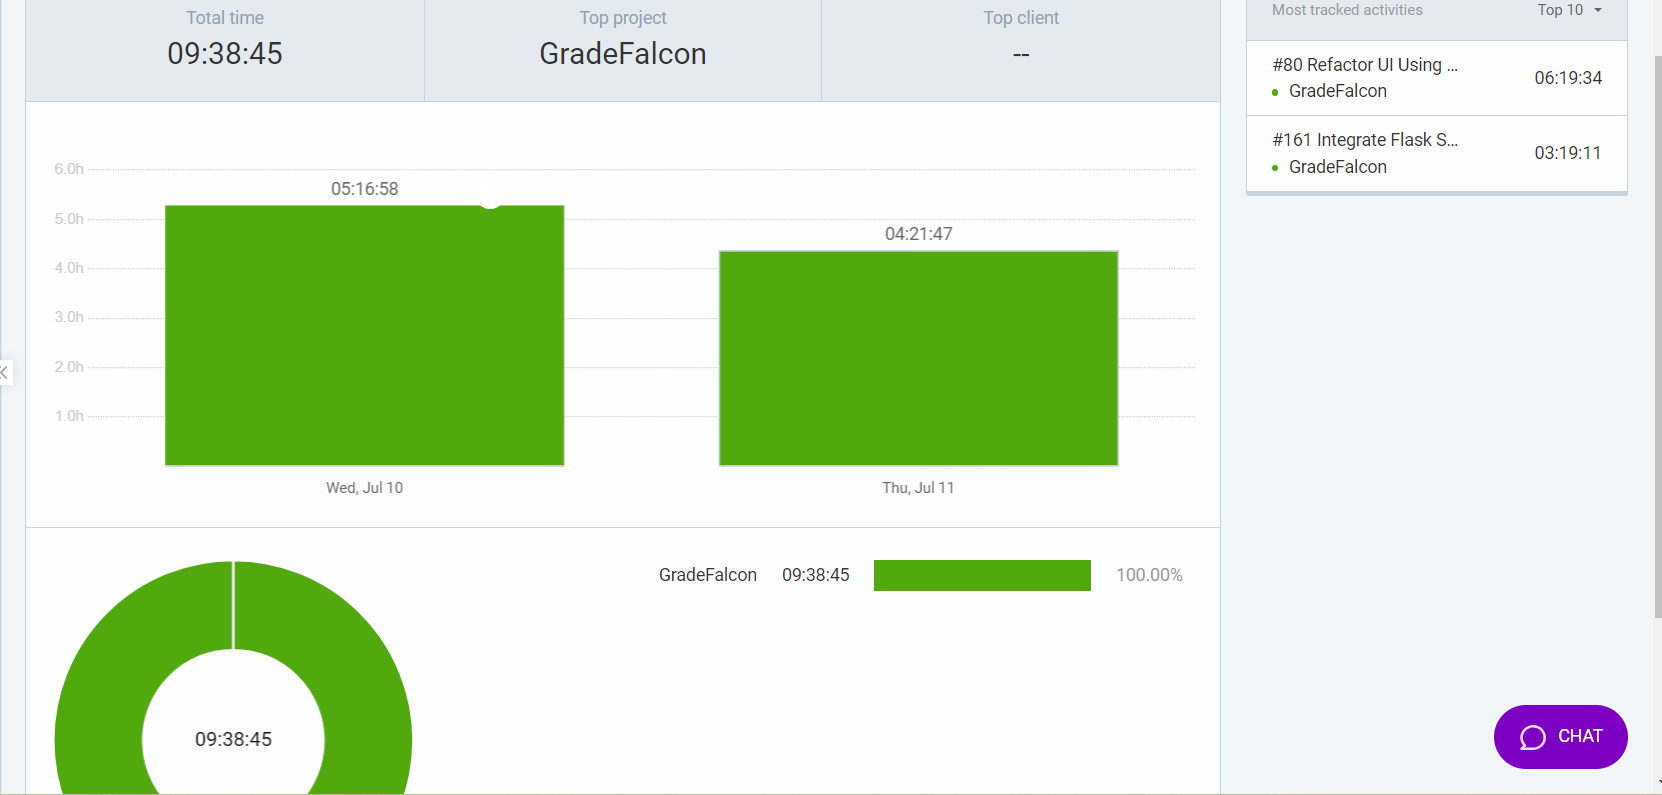 Total time
09:38:45
Top project
GradeFalcon
Top client
--
6.0h
5.0h
4.0h
3.0h
2.0h
1.0h
05:16:58
04:21:47
Wed, Jul 10
Thu, Jul 11
GradeFalcon 09:38:45 100.00%
09:38:45
Most tracked activities Top 10
#80 Refactor UI Using ...
GradeFalcon
06:19:34
#161 Integrate Flask S...
GradeFalcon
03:19:11
CHAT